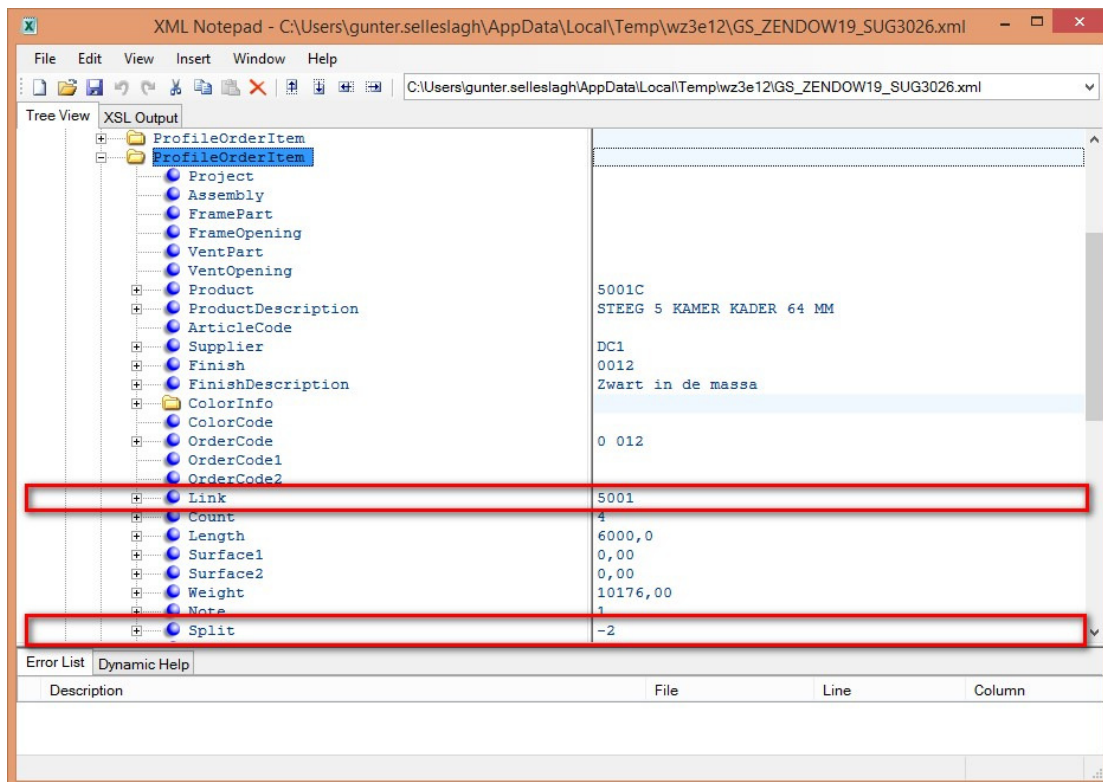 XML Notepad - C:\Users\gunter.selleslagh\AppData\Local\Temp\wz3e12\GS_ZENDOW19_SUG3026.xml
File Edit View Insert Window Help
C:\Users\gunter.selleslagh\AppData\Local\Temp\wz3e12\GS_ZENDOW19_SUG3026.xml
Tree View XSL Output
ProfileOrderItem
ProfileOrderItem
Project
Assembly
FramePart
FrameOpening
VentPart
VentOpening
Product 5001C
ProductDescription STEEG 5 KAMER KADER 64 MM
ArticleCode
Supplier DC1
Finish 0012
FinishDescription Zwart in de massa
ColorInfo
ColorCode
OrderCode 0 012
OrderCode1
OrderCode2
Link 5001
Count 4
Length 6000,0
Surface1 0,00
Surface2 0,00
Weight 10176,00
Note 1
Split -2
Error List Dynamic Help
Description File Line Column